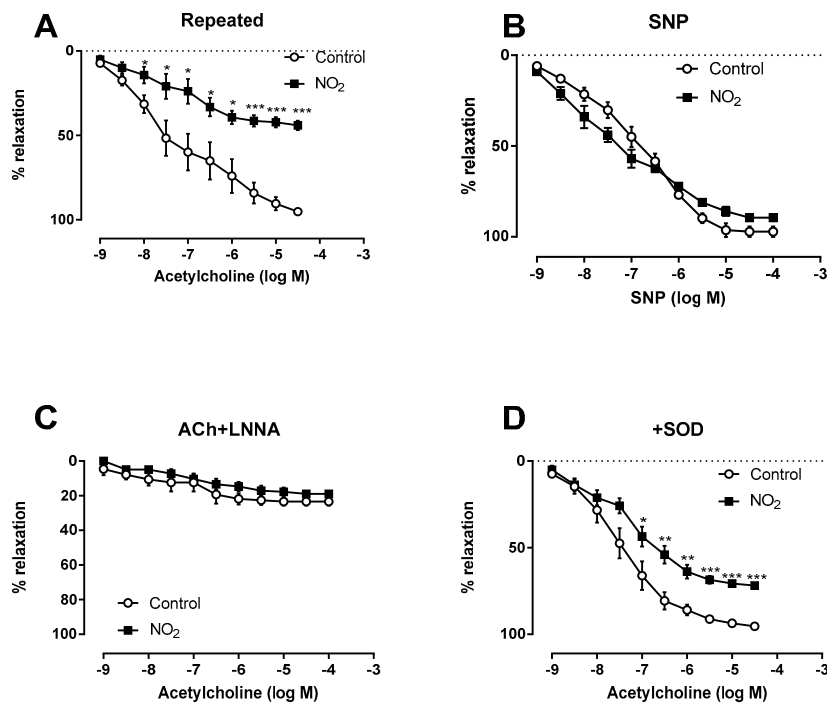 A
Repeated
0
50
100
% relaxation
* * * * * *** *** ***
Control
NO2
-9 -8 -7 -6 -5 -4 -3
Acetylcholine (log M)
B
SNP
0
50
100
% relaxation
Control
NO2
-9 -8 -7 -6 -5 -4 -3
SNP (log M)
C
ACh+LNNA
0
20
40
60
80
100
% relaxation
Control
NO2
-9 -8 -7 -6 -5 -4 -3
Acetylcholine (log M)
D
+SOD
0
50
100
% relaxation
Control
NO2
* ** ** *** *** ***
-9 -8 -7 -6 -5 -4 -3
Acetylcholine (log M)